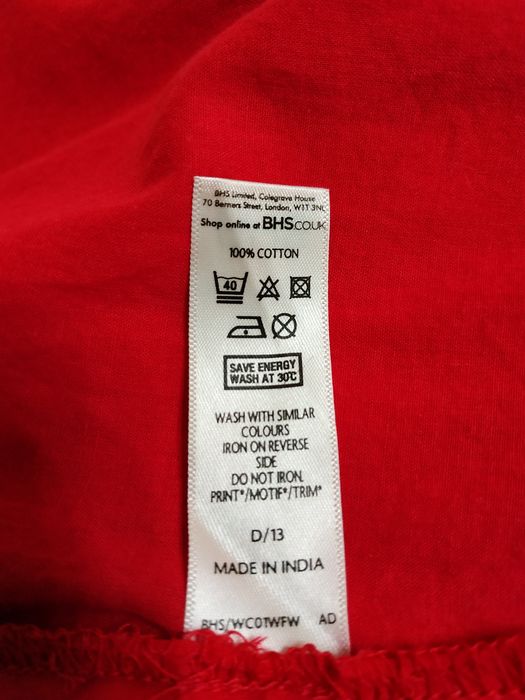 BHS Limited, Colegrave House
70 Berners Street, London, W1T 3NL
Shop online at BHS.CO.UK
100% COTTON
40
SAVE ENERGY
WASH AT 30°C
WASH WITH SIMILAR
COLOURS
IRON ON REVERSE
SIDE
DO NOT IRON
PRINT*/MOTIF*/TRIM*
D/13
MADE IN INDIA
BHS/WC01WFW AD